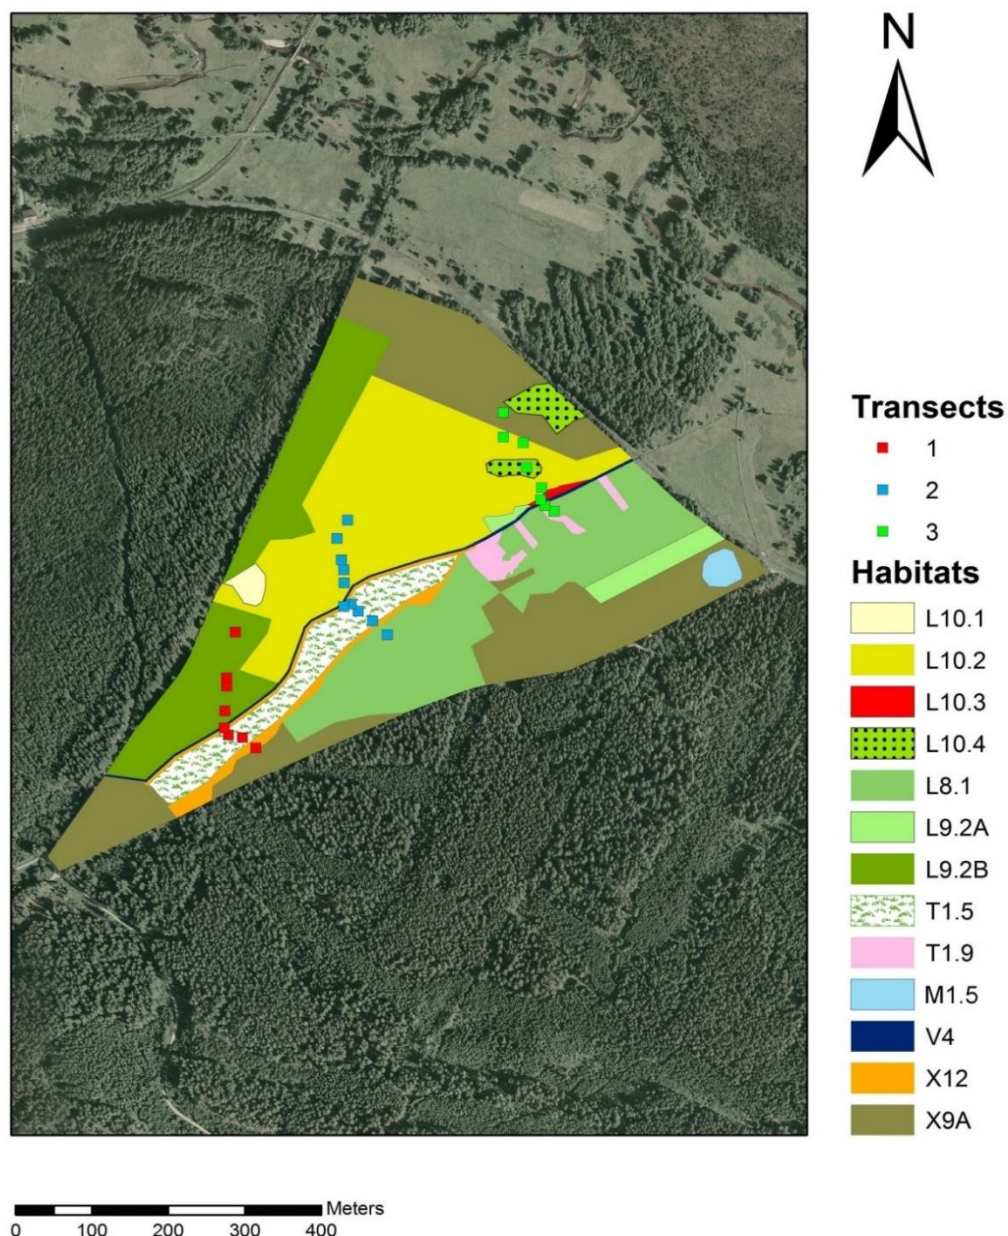 N
Transects
1
2
3
Habitats
L10.1
L10.2
L10.3
L10.4
L8.1
L9.2A
L9.2B
T1.5
T1.9
M1.5
V4
X12
X9A
Meters
0 100 200 300 400